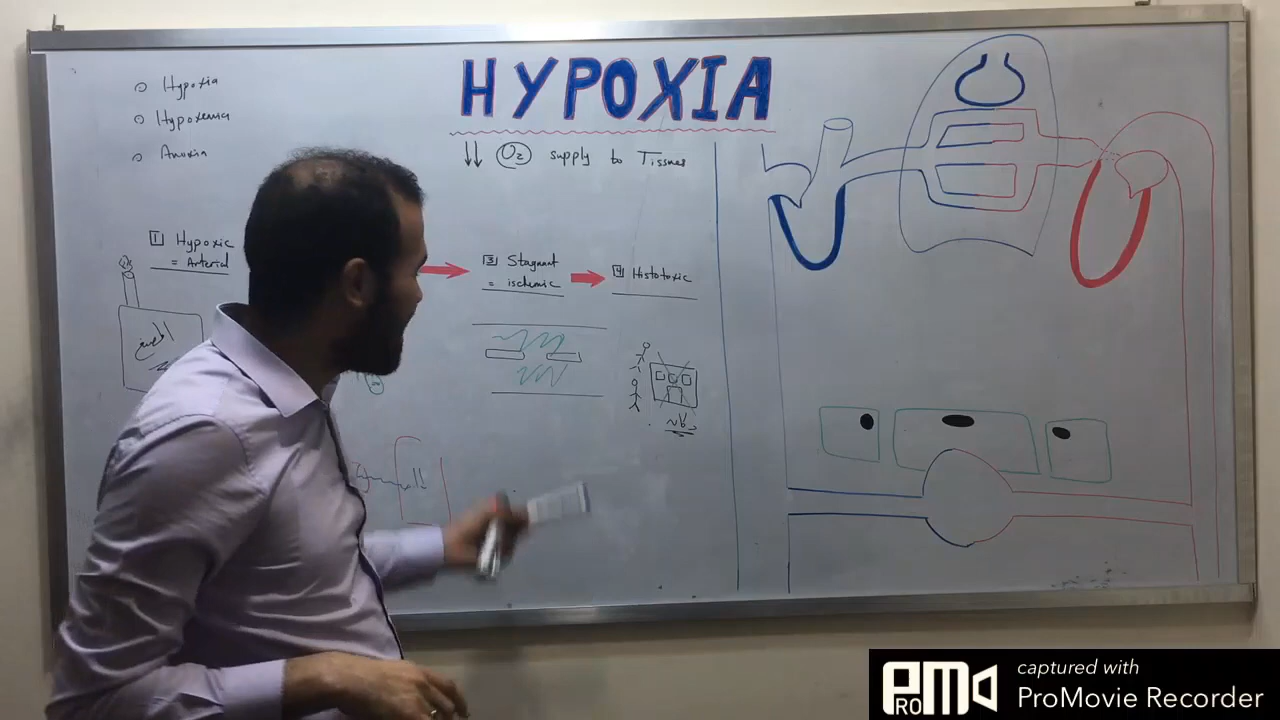 HYPOXIA
o Hypoxia
o Hypoxemia
o Anoxia
↓↓ O₂ supply to Tissues
1 Hypoxic
= Arterial
3 Stagnant
= ischemic
4 Histotoxic
PRO
captured with
ProMovie Recorder